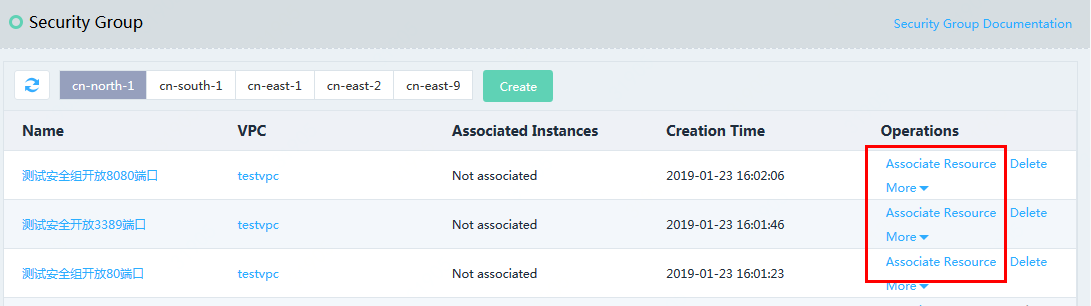 Security Group
Security Group Documentation
cn-north-1 cn-south-1 cn-east-1 cn-east-2 cn-east-9 Create
Name VPC Associated Instances Creation Time Operations
测试安全组开放8080端口 testvpc Not associated 2019-01-23 16:02:06 Associate Resource Delete
More
测试安全开放3389端口 testvpc Not associated 2019-01-23 16:01:46 Associate Resource Delete
More
测试安全组开放80端口 testvpc Not associated 2019-01-23 16:01:23 Associate Resource Delete
More